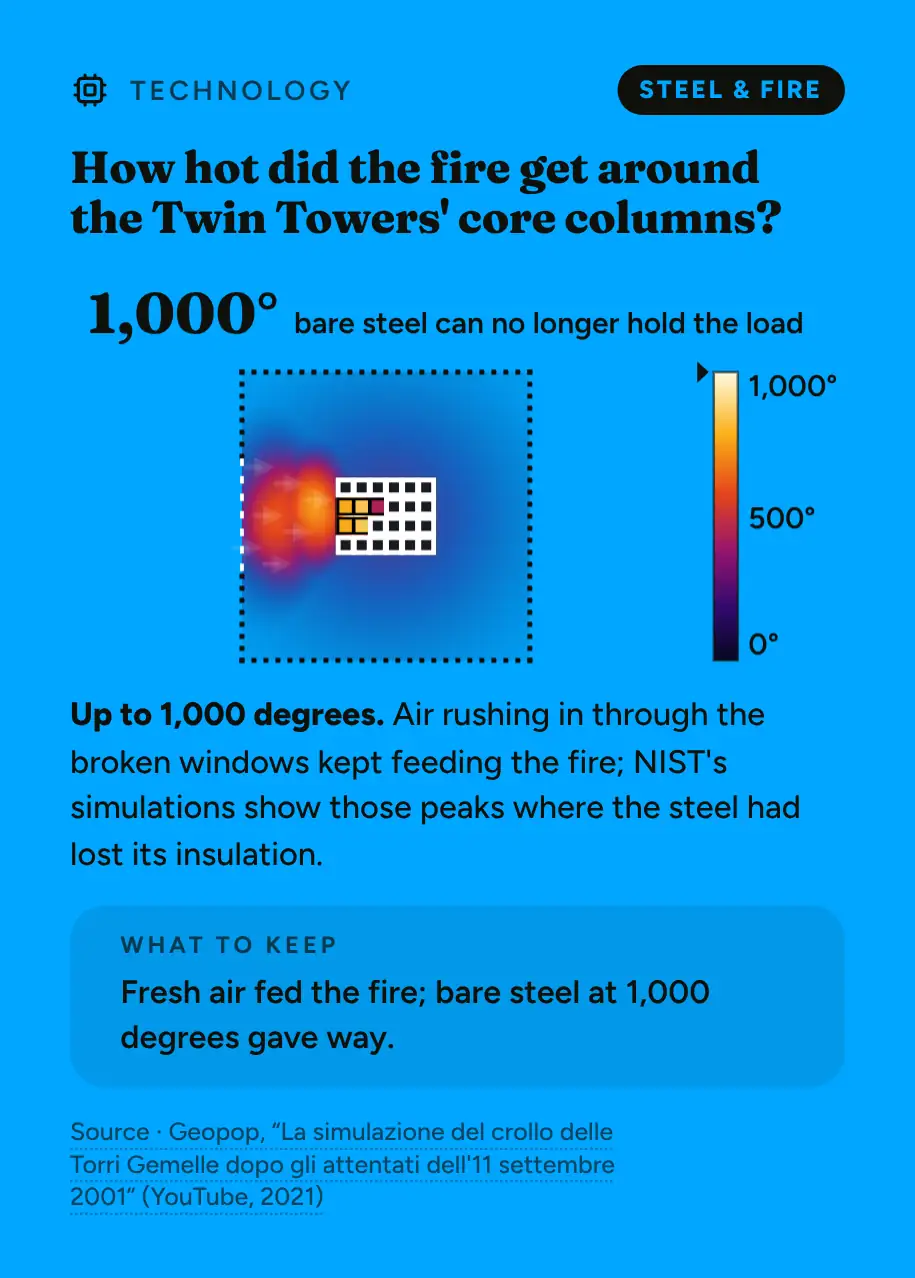 TECHNOLOGY
STEEL & FIRE
How hot did the fire get around
the Twin Towers' core columns?
1,000° bare steel can no longer hold the load
1,000°
500°
0°
Up to 1,000 degrees. Air rushing in through the
broken windows kept feeding the fire; NIST's
simulations show those peaks where the steel had
lost its insulation.
WHAT TO KEEP
Fresh air fed the fire; bare steel at 1,000
degrees gave way.
Source · Geopop, “La simulazione del crollo delle
Torri Gemelle dopo gli attentati dell'11 settembre
2001” (YouTube, 2021)